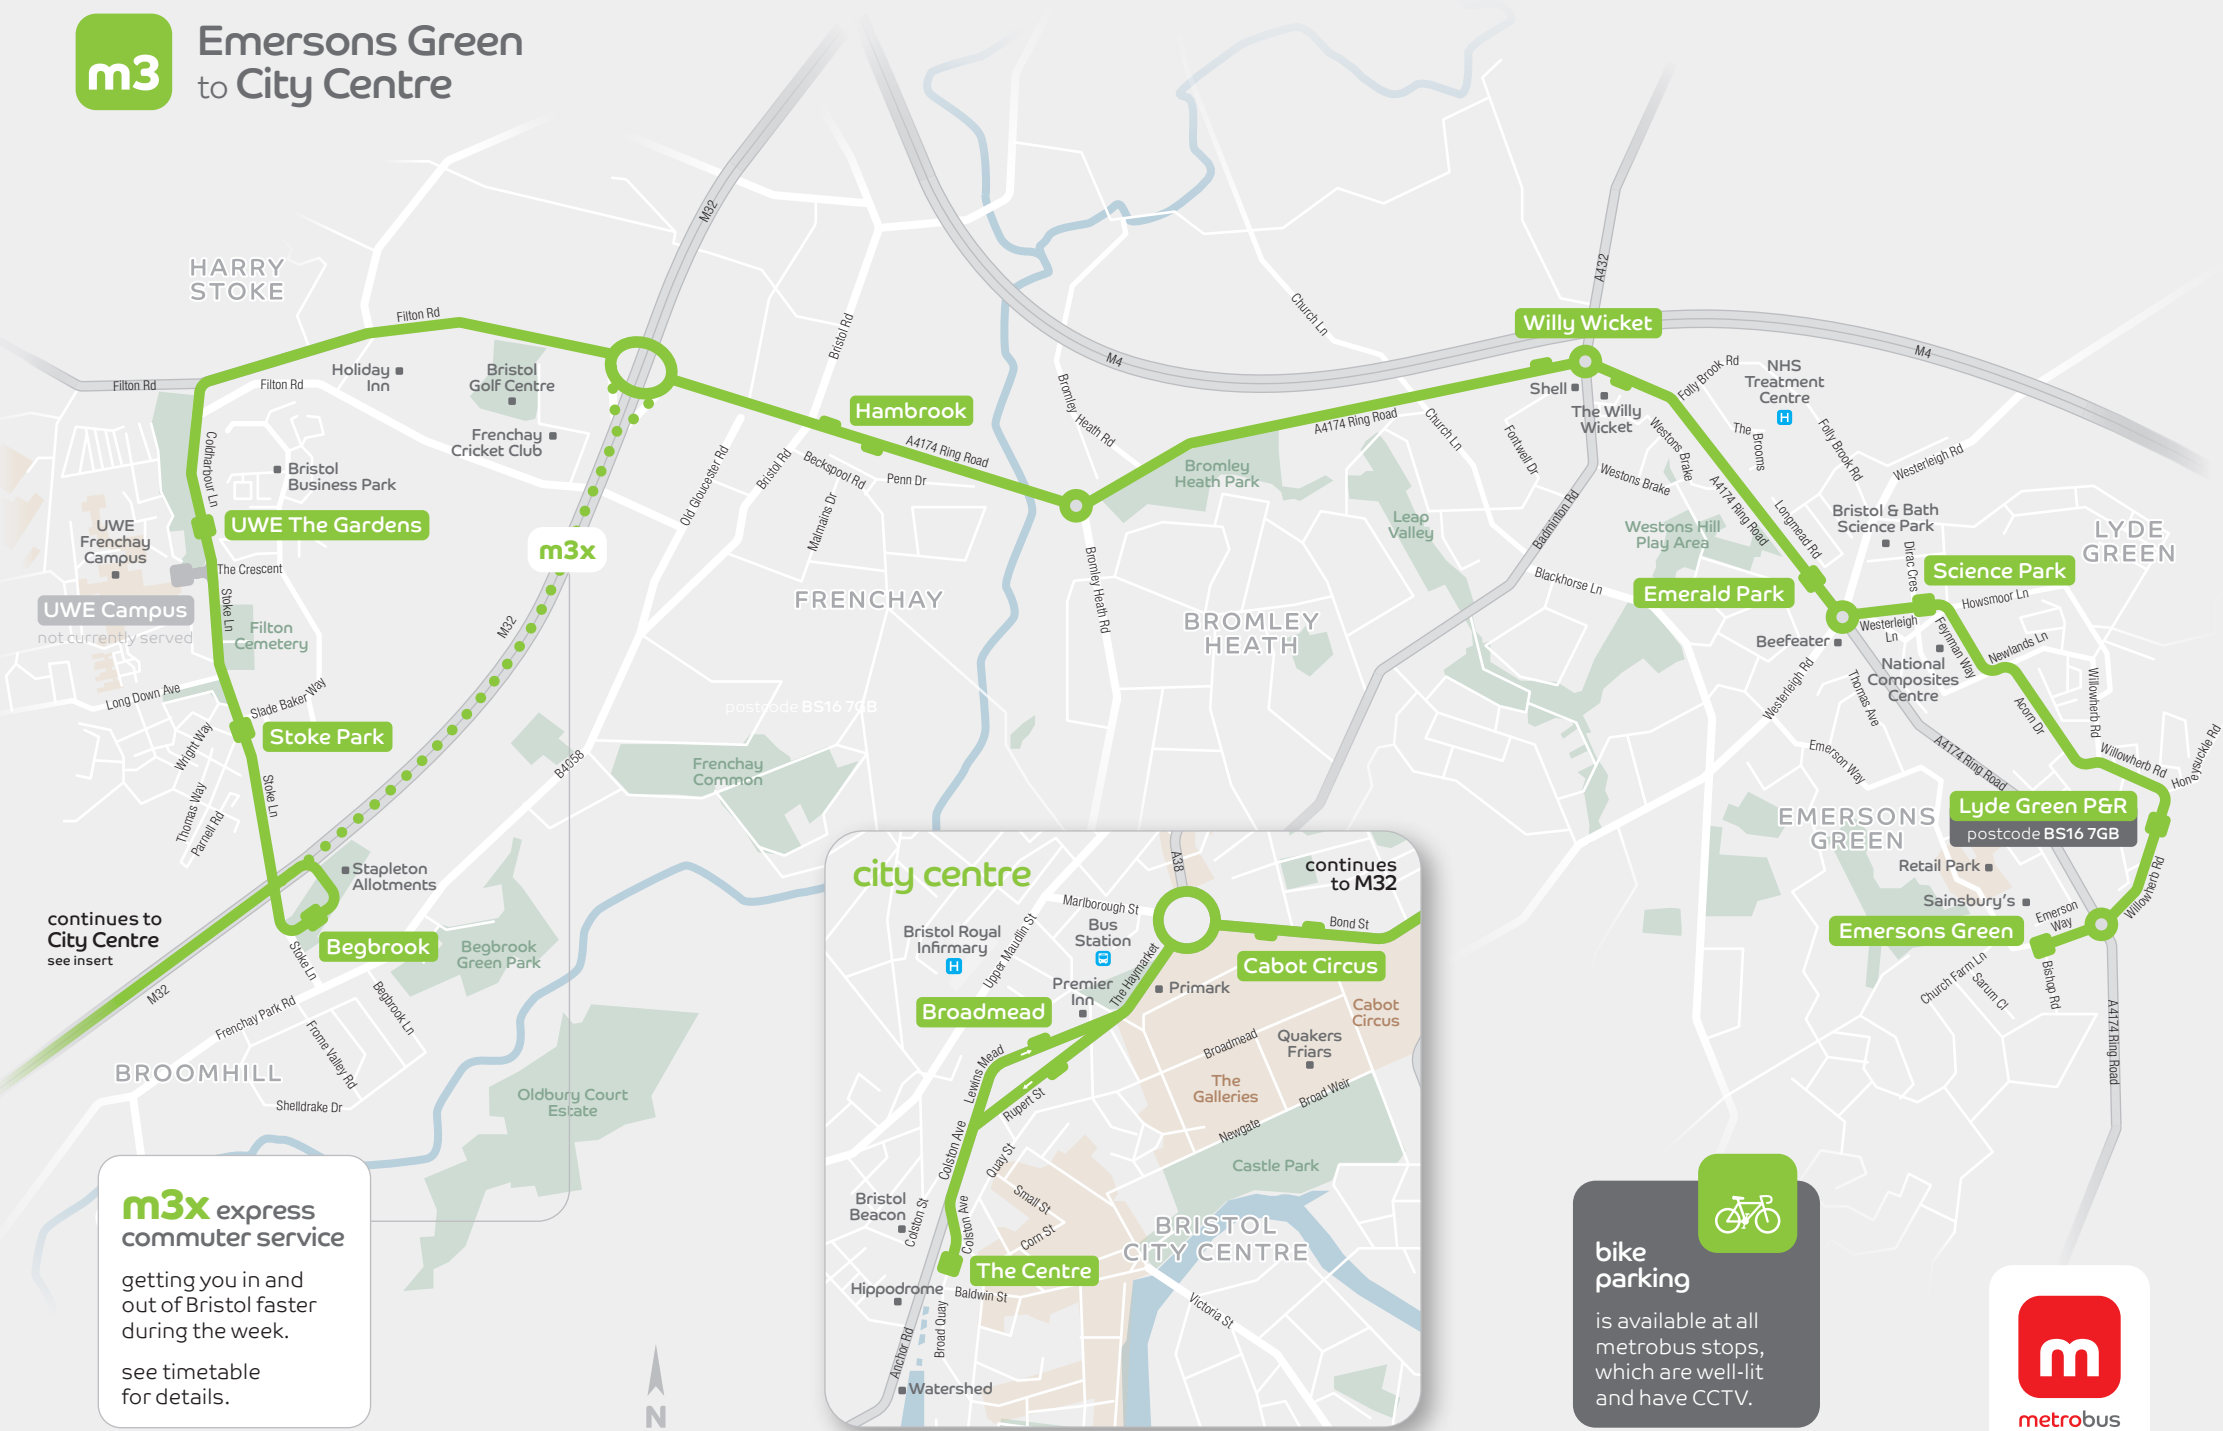 m3
Emersons Green
to City Centre
HARRY
STOKE
Filton Rd
Filton Rd
Filton Rd
Holiday
Inn
Bristol
Golf Centre
Frenchay
Cricket Club
M32
Bristol Rd
Hambrook
A4174 Ring Road
Coldharbour Ln
Bristol
Business Park
UWE
Frenchay
Campus
UWE The Gardens
The Crescent
UWE Campus
not currently served
Stoke Ln
Filton
Cemetery
Long Down Ave
Slade Baker Way
Wright Way
Stoke Park
Thomas Way
Parnell Rd
Stoke Ln
m3x
M32
Old Gloucester Rd
Bristol Rd
Beckspool Rd
Malmains Dr
Penn Dr
FRENCHAY
postcode BS16 7GB
B4058
Frenchay
Common
Stapleton
Allotments
continues to
City Centre
see insert
M32
Begbrook
Begbrook
Green Park
Stoke Ln
Begbrook Ln
Frenchay Park Rd
Frome Valley Rd
BROOMHILL
Shelldrake Dr
Oldbury Court
Estate
M4
Church Ln
Bromley
Heath Rd
Bromley Heath Rd
Bromley
Heath Park
BROMLEY
HEATH
A4174 Ring Road
Church Ln
Leap
Valley
Fontwell Dr
Badminton Rd
Blackhorse Ln
A432
Willy Wicket
Shell
The Willy
Wicket
Folly Brook Rd
NHS
Treatment
Centre
H
M4
Westons Brake
Westons Brake
The Brooms
Folly Brook Rd
Westerleigh Rd
A4174 Ring Road
Longmead Rd
Westons Hill
Play Area
Bristol & Bath
Science Park
LYDE
GREEN
Dirac Cres
Science Park
Emerald Park
Howsmoor Ln
Westerleigh
Ln
Feynman Way
Newlands Ln
Beefeater
National
Composites
Centre
Westerleigh Rd
Thomas Ave
Acorn Dr
Willowherb Rd
Willowherb Rd
Honeysuckle Rd
Emerson Way
A4174 Ring Road
EMERSONS
GREEN
Lyde Green P&R
postcode BS16 7GB
Retail Park
Sainsbury's
Emerson
Way
Willowherb Rd
Emersons Green
Church Farm Ln
Sarum Cl
Bishop Rd
A4174 Ring Road
city centre
A38
continues
to M32
Marlborough St
Bus
Station
Bond St
Bristol Royal
Infirmary
H
Upper Maudlin St
The Haymarket
Cabot Circus
Premier
Inn
Primark
Broadmead
Cabot
Circus
Broadmead
Quakers
Friars
Lewins Mead
Rupert St
The
Galleries
Broad Weir
Newgate
Colston Ave
Quay St
Castle Park
Bristol
Beacon
Colston St
Colston Ave
Small St
Corn St
BRISTOL
CITY CENTRE
The Centre
Hippodrome
Baldwin St
Broad Quay
Anchor Rd
Victoria St
Watershed
m3x express
commuter service
getting you in and
out of Bristol faster
during the week.
see timetable
for details.
N
bike
parking
is available at all
metrobus stops,
which are well-lit
and have CCTV.
m
metrobus